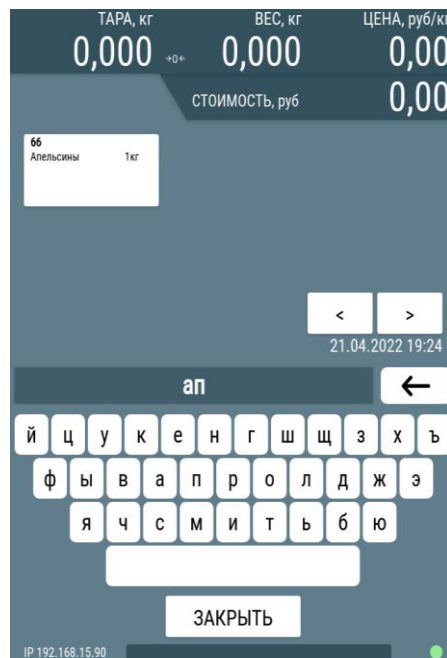 ТАРА, кг ВЕС, кг ЦЕНА, руб/кг
0,000 →0← 0,000 0,00
СТОИМОСТЬ, руб 0,00
66
Апельсины 1кг
< >
21.04.2022 19:24
ап ←
й ц у к е н г ш щ з х ъ
ф ы в а п р о л д ж э
я ч с м и т ь б ю
ЗАКРЫТЬ
IP 192.168.15.90